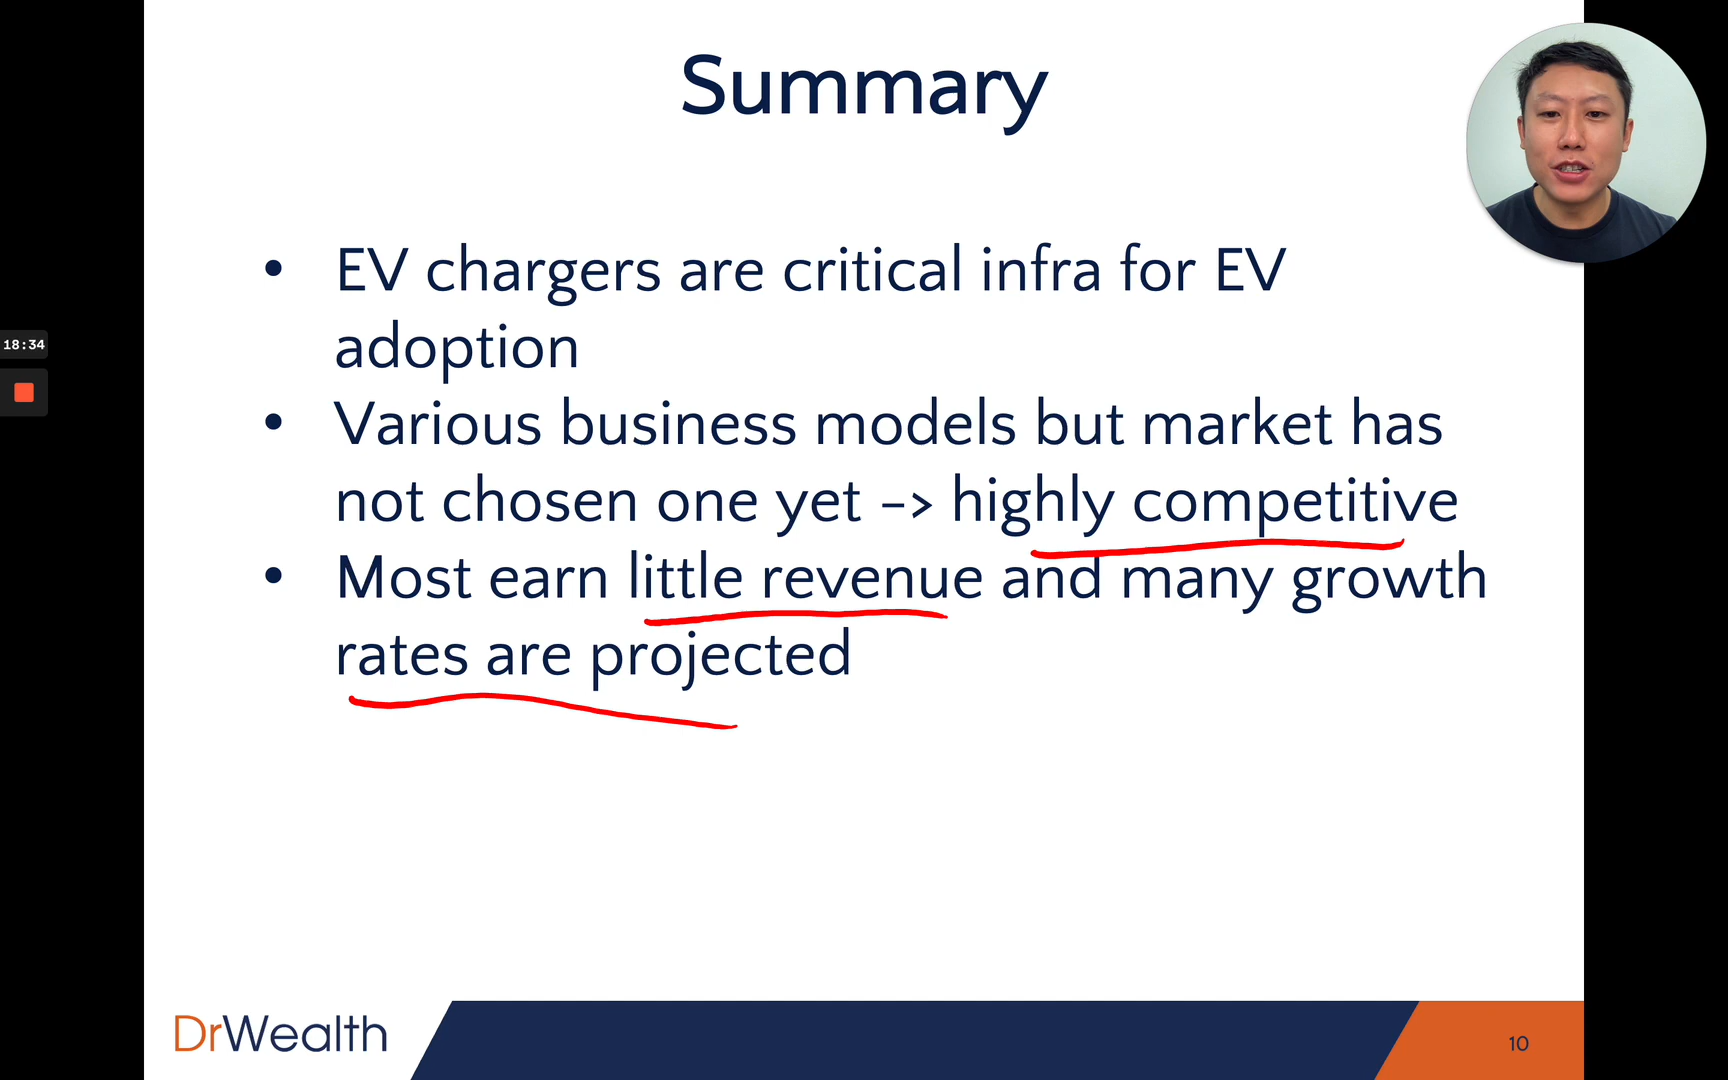 Summary
• EV chargers are critical infra for EV
adoption
18:34
• Various business models but market has
not chosen one yet -> highly competitive
• Most earn little revenue and many growth
rates are projected
DrWealth
10